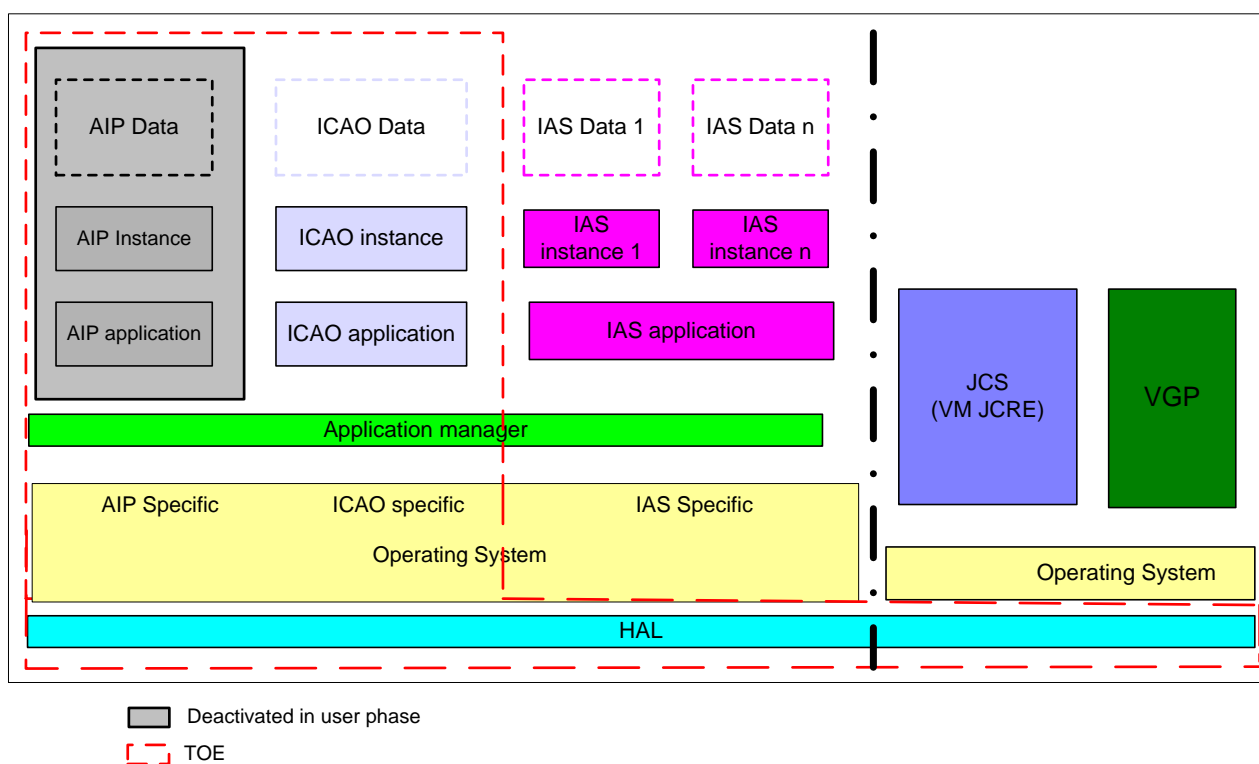 AIP Data
ICAO Data
IAS Data 1
IAS Data n
AIP Instance
ICAO instance
IAS
instance 1
IAS
instance n
AIP application
ICAO application
IAS application
JCS
(VM JCRE)
VGP
Application manager
AIP Specific
ICAO specific
IAS Specific
Operating System
Operating System
HAL
Deactivated in user phase
TOE